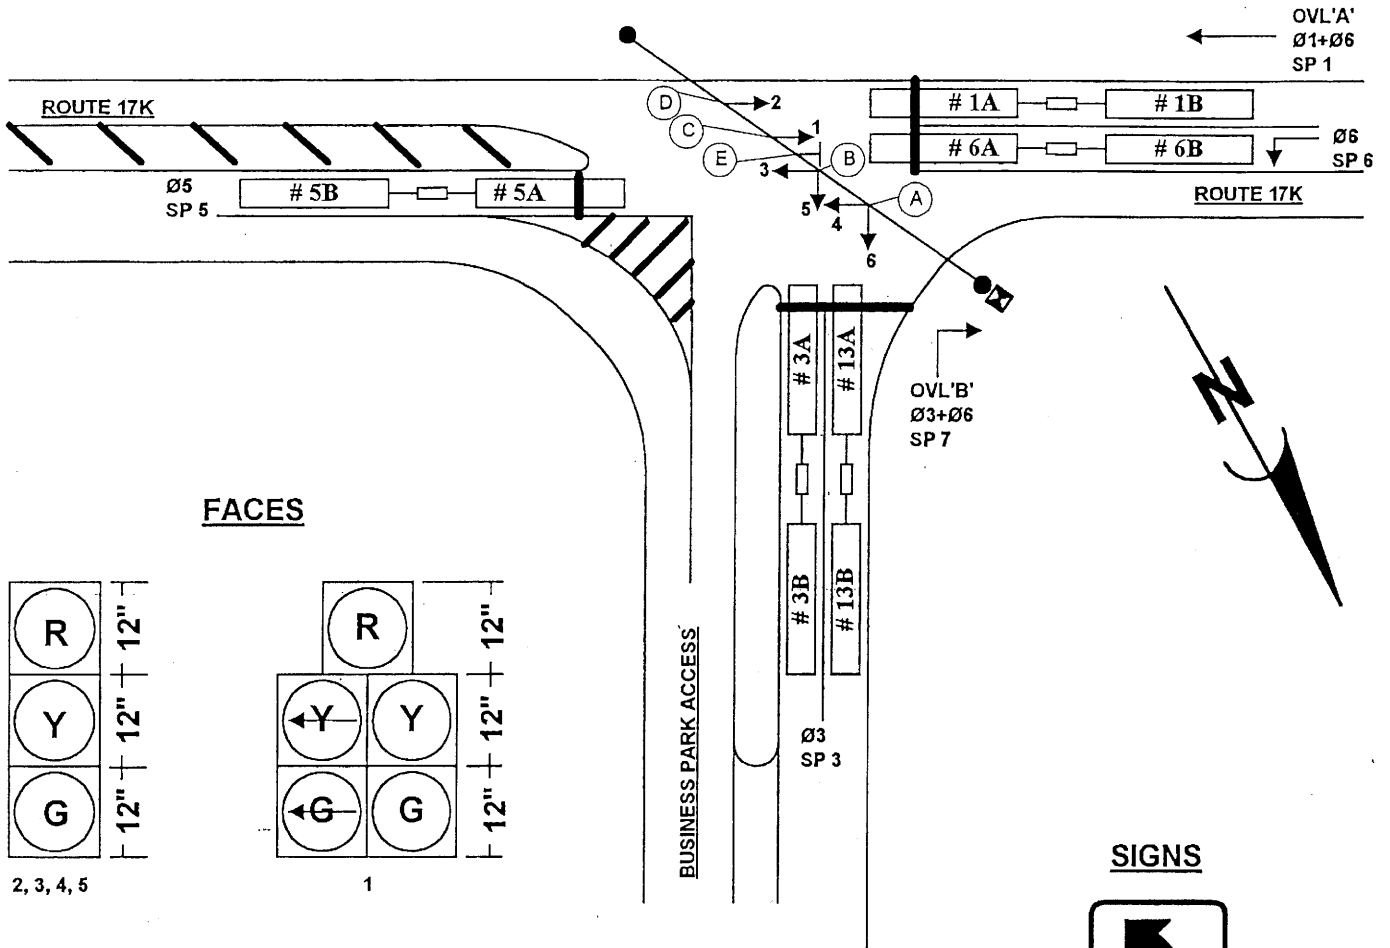 OVL'A'
Ø1+Ø6
SP 1
ROUTE 17K
D
2
# 1A
# 1B
C
1
Ø6
SP 6
E
B
# 6A
# 6B
3
Ø5
SP 5
# 5B
# 5A
A
ROUTE 17K
5
4
6
# 3A
# 13A
N
OVL'B'
Ø3+Ø6
SP 7
FACES
# 3B
# 13B
R
12"
R
12"
Y
12"
Y
Y
12"
G
12"
G
G
12"
BUSINESS PARK ACCESS
Ø3
SP 3
2, 3, 4, 5
1
SIGNS